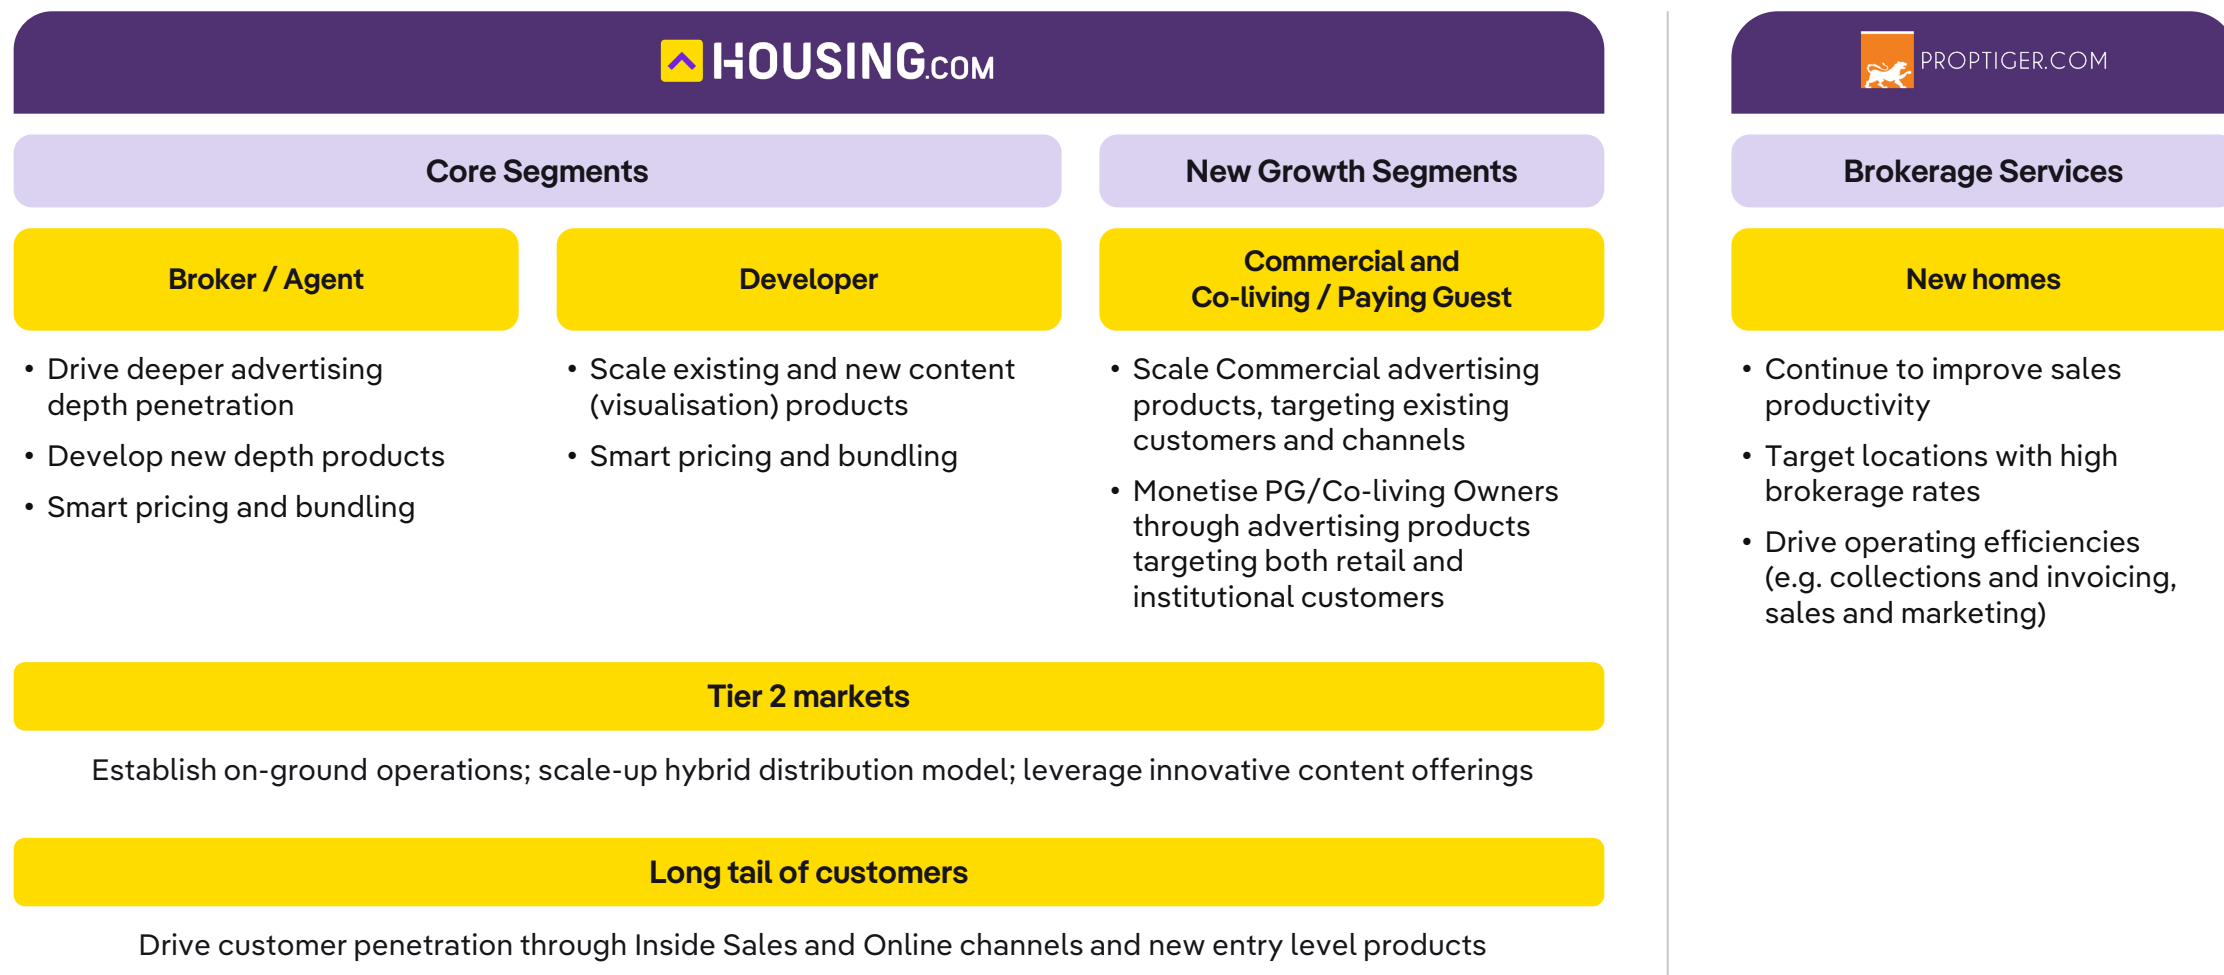 HOUSING.COM
Core Segments
New Growth Segments
Broker / Agent
• Drive deeper advertising
depth penetration
• Develop new depth products
• Smart pricing and bundling
Developer
• Scale existing and new content
(visualisation) products
• Smart pricing and bundling
Commercial and
Co-living / Paying Guest
• Scale Commercial advertising
products, targeting existing
customers and channels
• Monetise PG/Co-living Owners
through advertising products
targeting both retail and
institutional customers
Tier 2 markets
Establish on-ground operations; scale-up hybrid distribution model; leverage innovative content offerings
Long tail of customers
Drive customer penetration through Inside Sales and Online channels and new entry level products
PROPTIGER.COM
Brokerage Services
New homes
• Continue to improve sales
productivity
• Target locations with high
brokerage rates
• Drive operating efficiencies
(e.g. collections and invoicing,
sales and marketing)